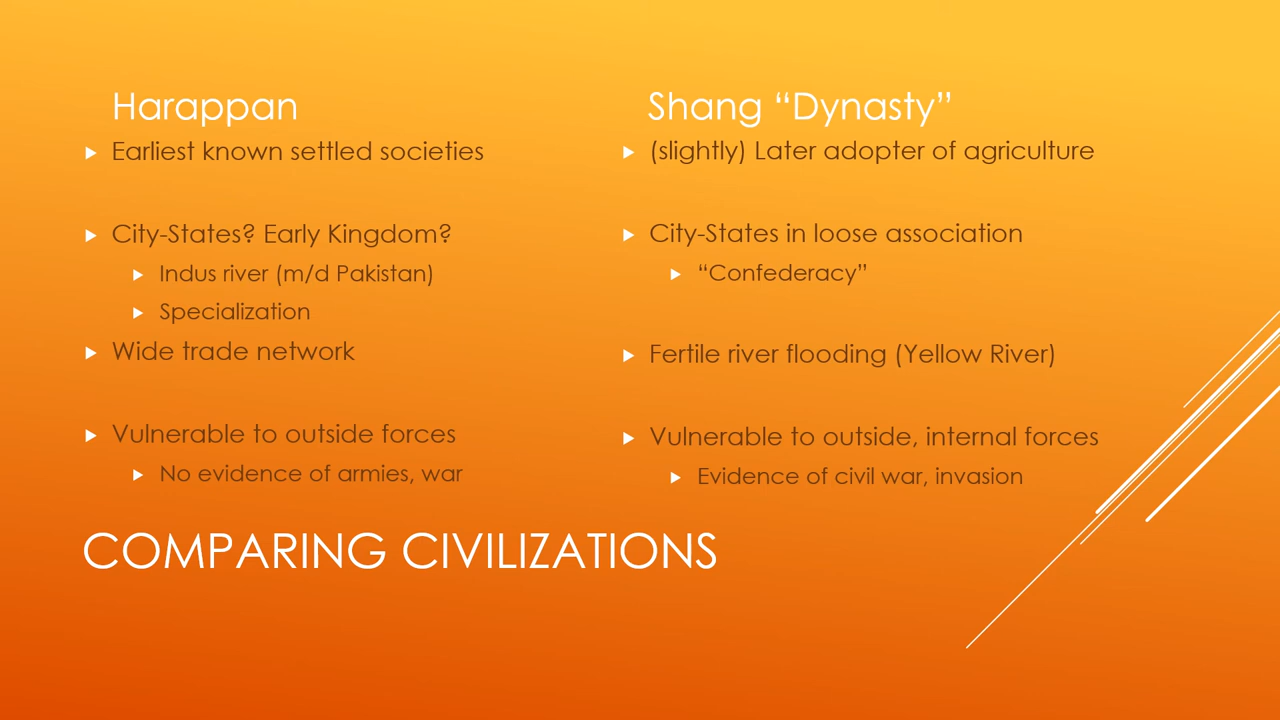 Harappan
Earliest known settled societies
City-States? Early Kingdom?
Indus river (m/d Pakistan)
Specialization
Wide trade network
Vulnerable to outside forces
No evidence of armies, war
Shang “Dynasty”
(slightly) Later adopter of agriculture
City-States in loose association
“Confederacy”
Fertile river flooding (Yellow River)
Vulnerable to outside, internal forces
Evidence of civil war, invasion
COMPARING CIVILIZATIONS